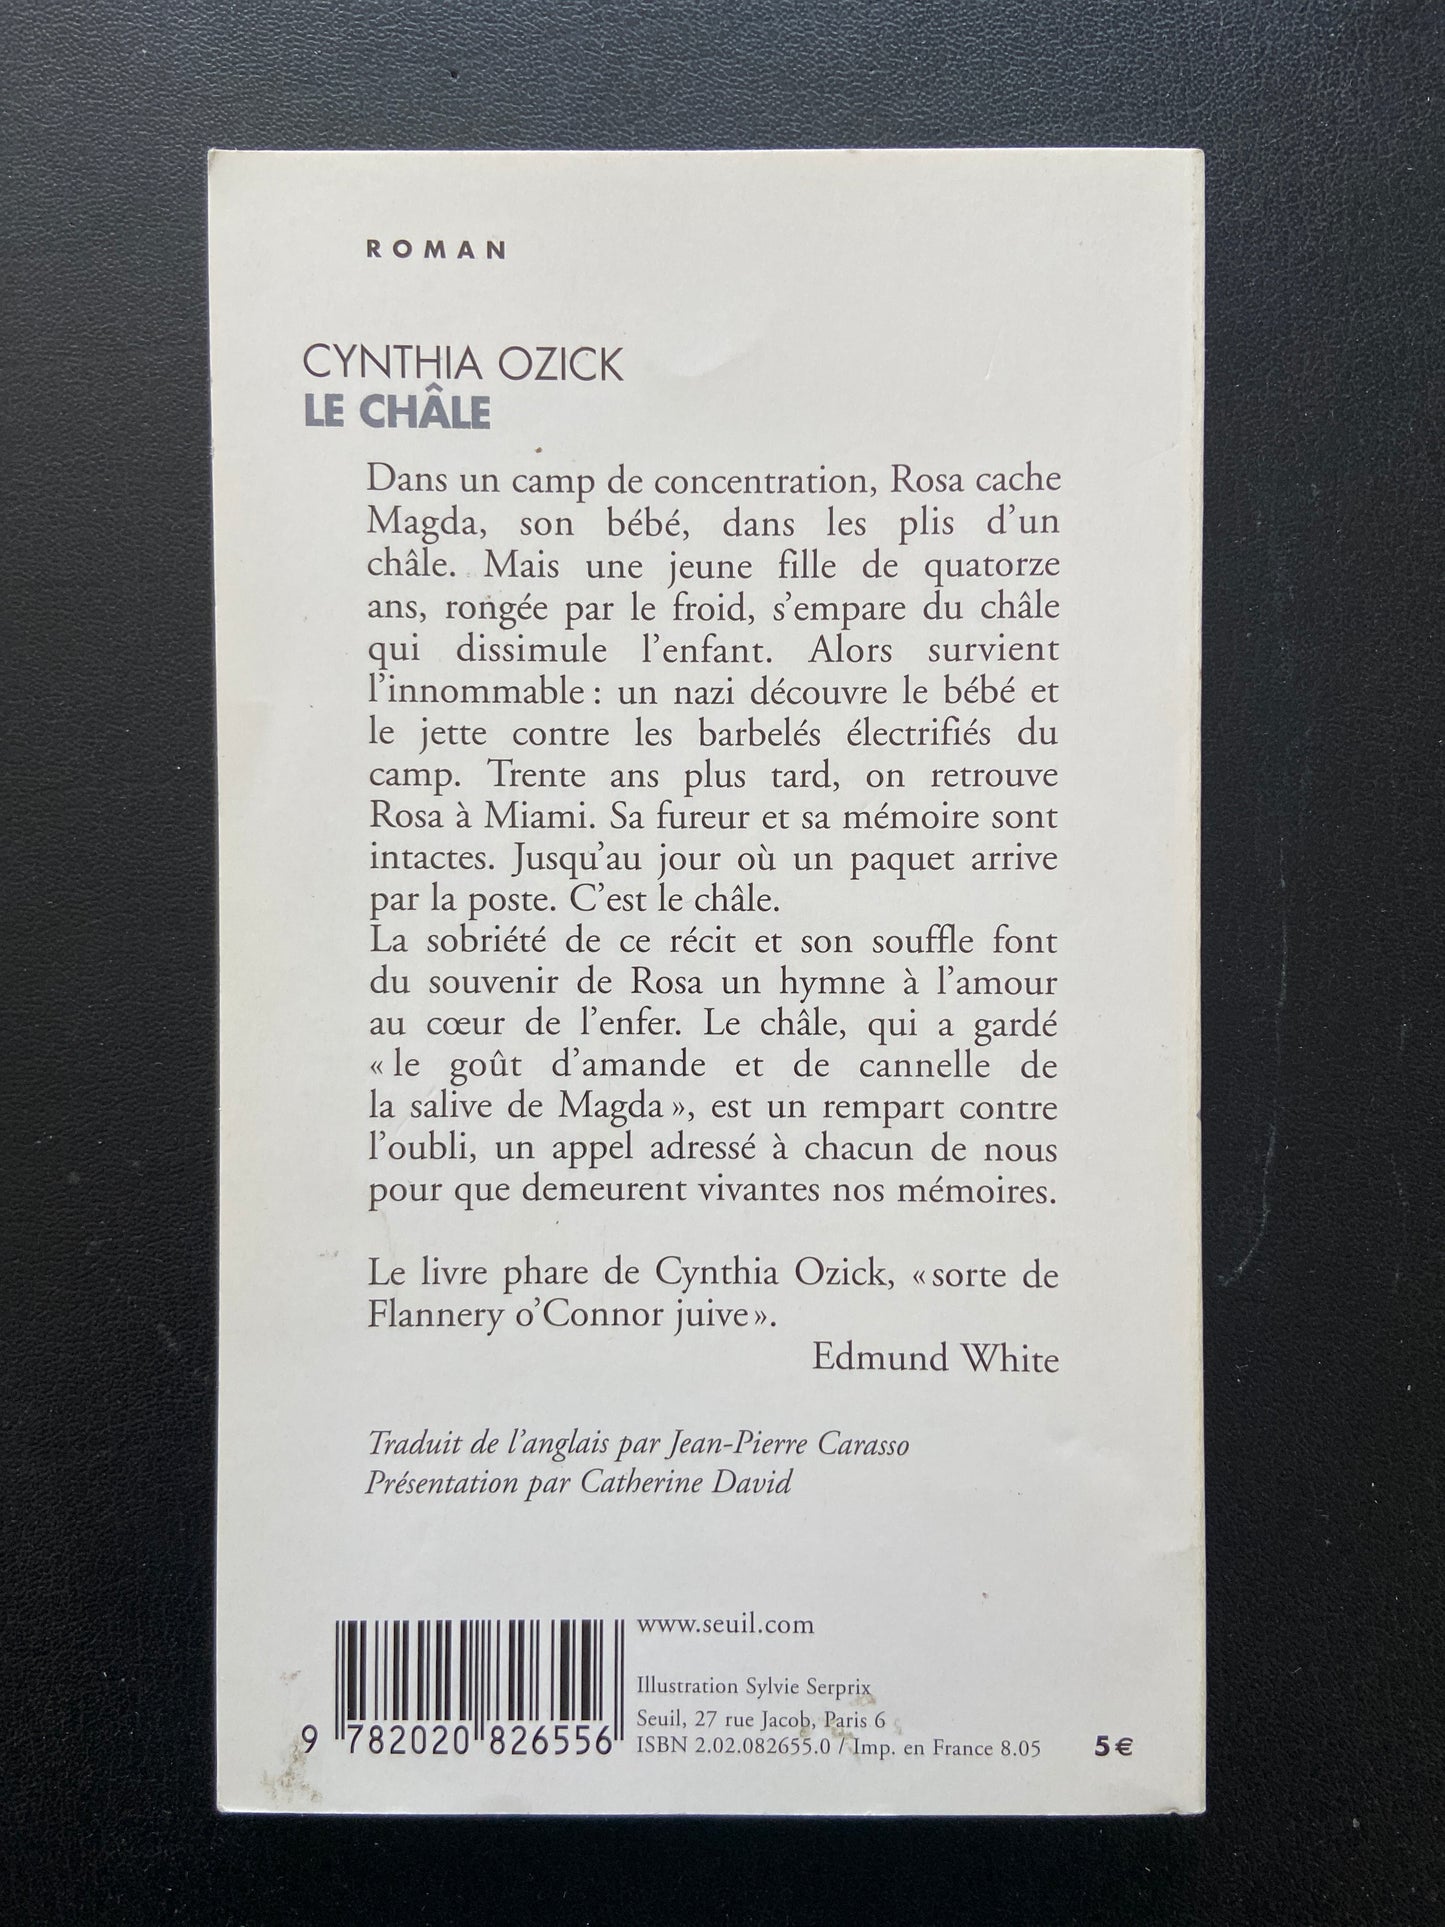 ROMAN
CYNTHIA OZICK
LE CHÂLE
Dans un camp de concentration, Rosa cache
Magda, son bébé, dans les plis d'un
châle. Mais une jeune fille de quatorze
ans, rongée par le froid, s'empare du châle
qui dissimule l'enfant. Alors survient
l'innommable : un nazi découvre le bébé et
le jette contre les barbelés électrifiés du
camp. Trente ans plus tard, on retrouve
Rosa à Miami. Sa fureur et sa mémoire sont
intactes. Jusqu'au jour où un paquet arrive
par la poste. C'est le châle.
La sobriété de ce récit et son souffle font
du souvenir de Rosa un hymne à l'amour
au cœur de l'enfer. Le châle, qui a gardé
« le goût d'amande et de cannelle de
la salive de Magda », est un rempart contre
l'oubli, un appel adressé à chacun de nous
pour que demeurent vivantes nos mémoires.
Le livre phare de Cynthia Ozick, « sorte de
Flannery o'Connor juive ».
Edmund White
Traduit de l'anglais par Jean-Pierre Carasso
Présentation par Catherine David
www.seuil.com
Illustration Sylvie Serprix
Seuil, 27 rue Jacob, Paris 6
ISBN 2.02.082655.0 / Imp. en France 8.05
5 €
9 782020 826556